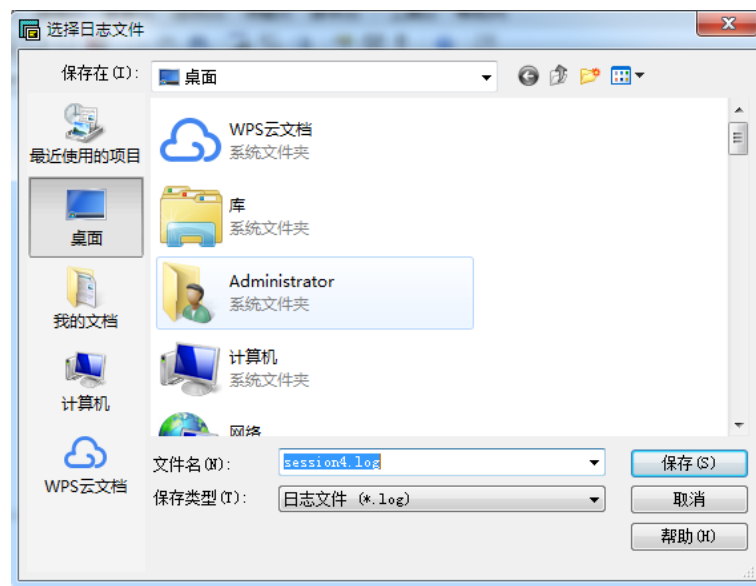 选择日志文件
保存在(I):
桌面
最近使用的项目
桌面
我的文档
计算机
WPS云文档
WPS云文档
系统文件夹
库
系统文件夹
Administrator
系统文件夹
计算机
系统文件夹
网络
文件名(N):
session4.log
保存(S)
保存类型(T):
日志文件 (*.log)
取消
帮助(H)